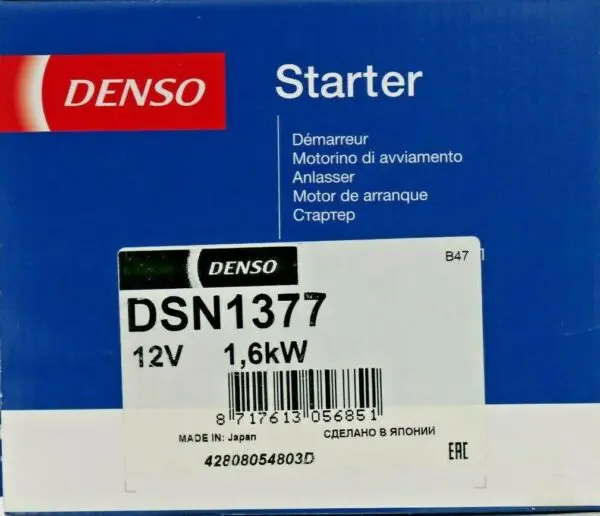 DENSO
Starter
Démarreur
Motorino di avviamento
Anlasser
Motor de arranque
Стартер
DENSO
B47
DSN1377
12V 1,6kW
8 717613 056851
MADE IN: Japan СДЕЛАНО В ЯПОНИИ
42808054803D
EAC